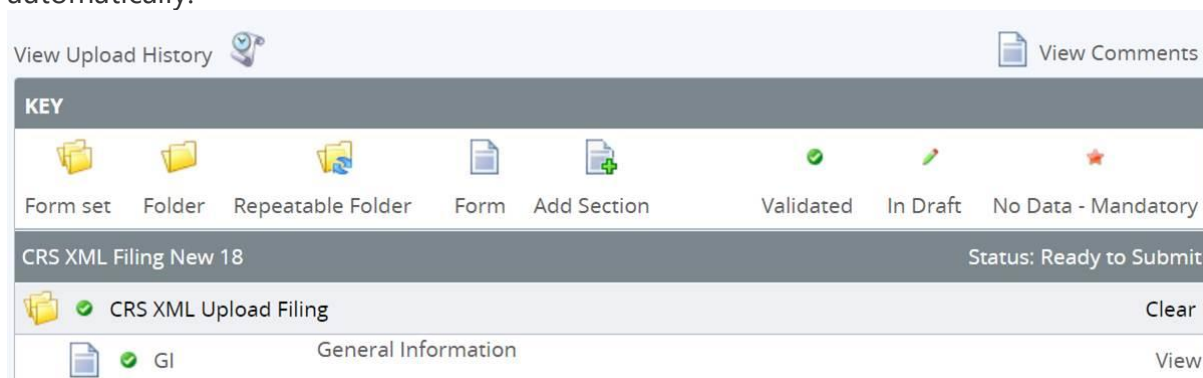 automatically.
View Upload History View Comments
KEY
Form set Folder Repeatable Folder Form Add Section Validated In Draft No Data - Mandatory
CRS XML Filing New 18 Status: Ready to Submit
CRS XML Upload Filing Clear
GI General Information View